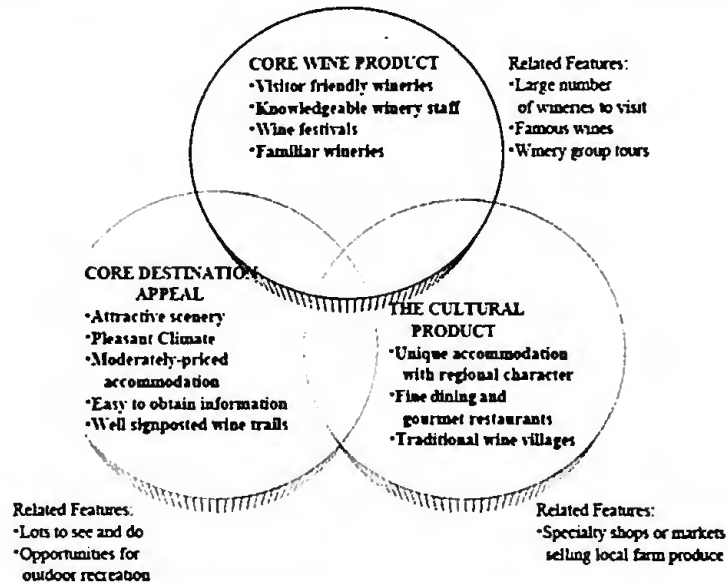 CORE WINE PRODUCT
•Visitor friendly wineries
•Knowledgeable winery staff
•Wine festivals
•Familiar wineries
Related Features:
•Large number
of wineries to visit
•Famous wines
•Winery group tours
CORE DESTINATION
APPEAL
•Attractive scenery
•Pleasant Climate
•Moderately-priced
accommodation
•Easy to obtain information
•Well signposted wine trails
THE CULTURAL
PRODUCT
•Unique accommodation
with regional character
•Fine dining and
gourmet restaurants
•Traditional wine villages
Related Features:
•Lots to see and do
•Opportunities for
outdoor recreation
Related Features:
•Specialty shops or markets
selling local farm produce